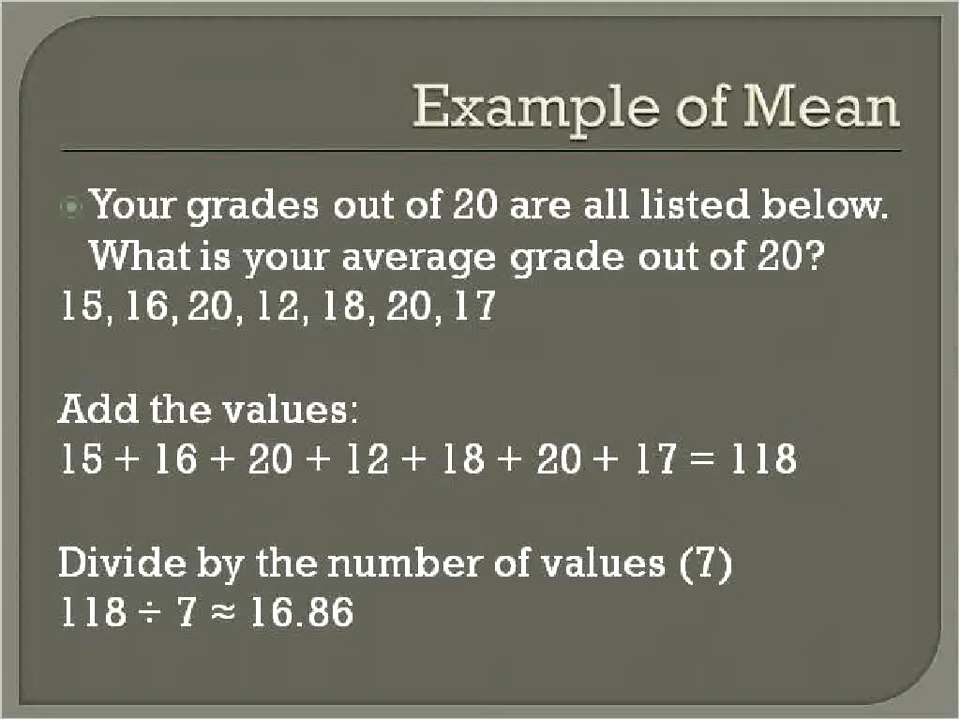 Example of Mean
Your grades out of 20 are all listed below.
What is your average grade out of 20?
15, 16, 20, 12, 18, 20, 17
Add the values:
15 + 16 + 20 + 12 + 18 + 20 + 17 = 118
Divide by the number of values (7)
118 ÷ 7 ≈ 16.86